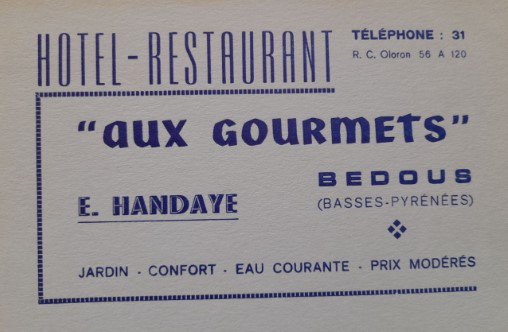 HOTEL-RESTAURANT
TÉLÉPHONE : 31
R. C. Oloron 56 A 120
"AUX GOURMETS"
BEDOUS
(BASSES-PYRÉNÉES)
E. HANDAYE
JARDIN - CONFORT - EAU COURANTE - PRIX MODÉRÉS